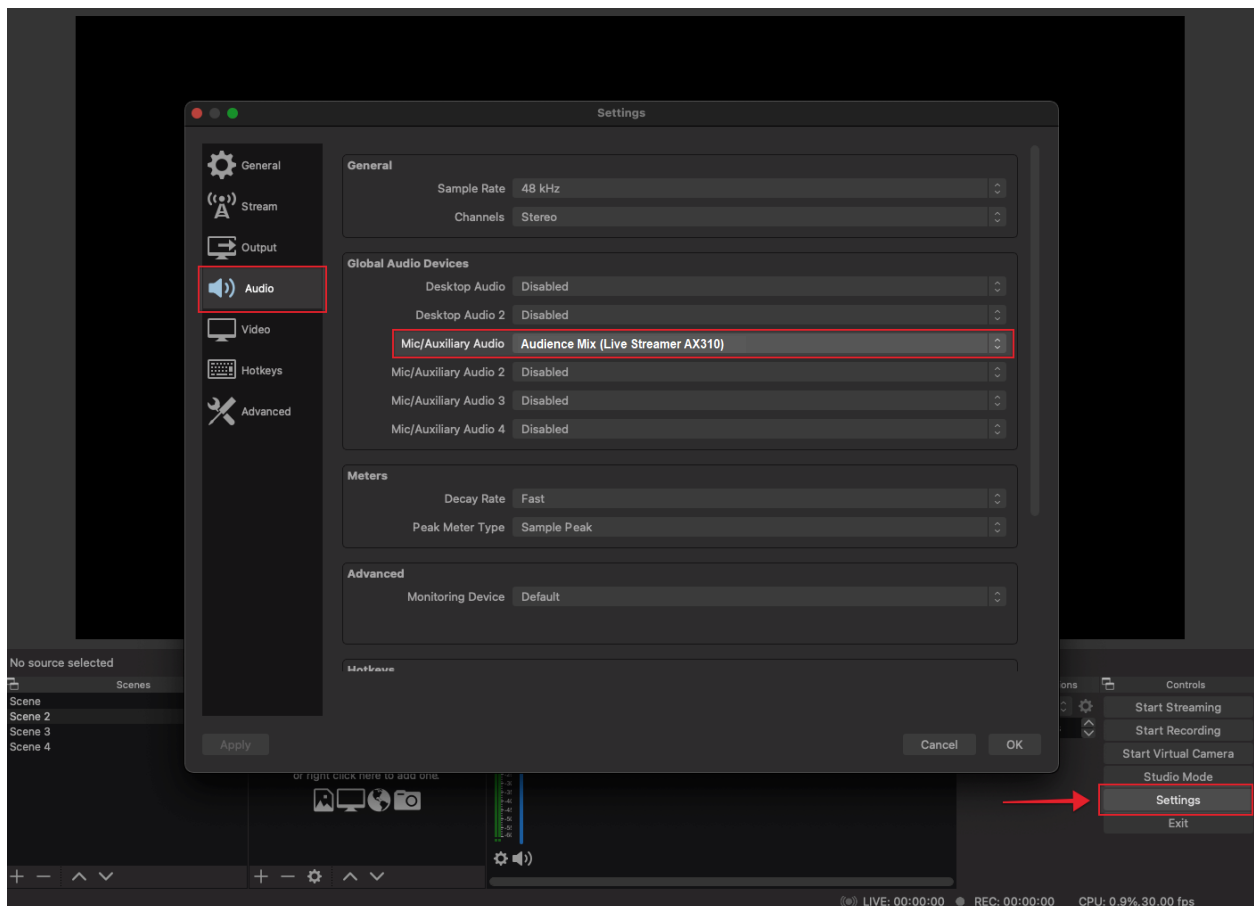 Settings
General
Stream
Output
Audio
Video
Hotkeys
Advanced
General
Sample Rate 48 kHz
Channels Stereo
Global Audio Devices
Desktop Audio Disabled
Desktop Audio 2 Disabled
Mic/Auxiliary Audio Audience Mix (Live Streamer AX310)
Mic/Auxiliary Audio 2 Disabled
Mic/Auxiliary Audio 3 Disabled
Mic/Auxiliary Audio 4 Disabled
Meters
Decay Rate Fast
Peak Meter Type Sample Peak
Advanced
Monitoring Device Default
Hotkeys
Apply
Cancel OK
No source selected
Scenes
Scene
Scene 2
Scene 3
Scene 4
or right click here to add one.
ons
Controls
Start Streaming
Start Recording
Start Virtual Camera
Studio Mode
Settings
Exit
LIVE: 00:00:00 REC: 00:00:00 CPU: 0.9%,30.00 fps